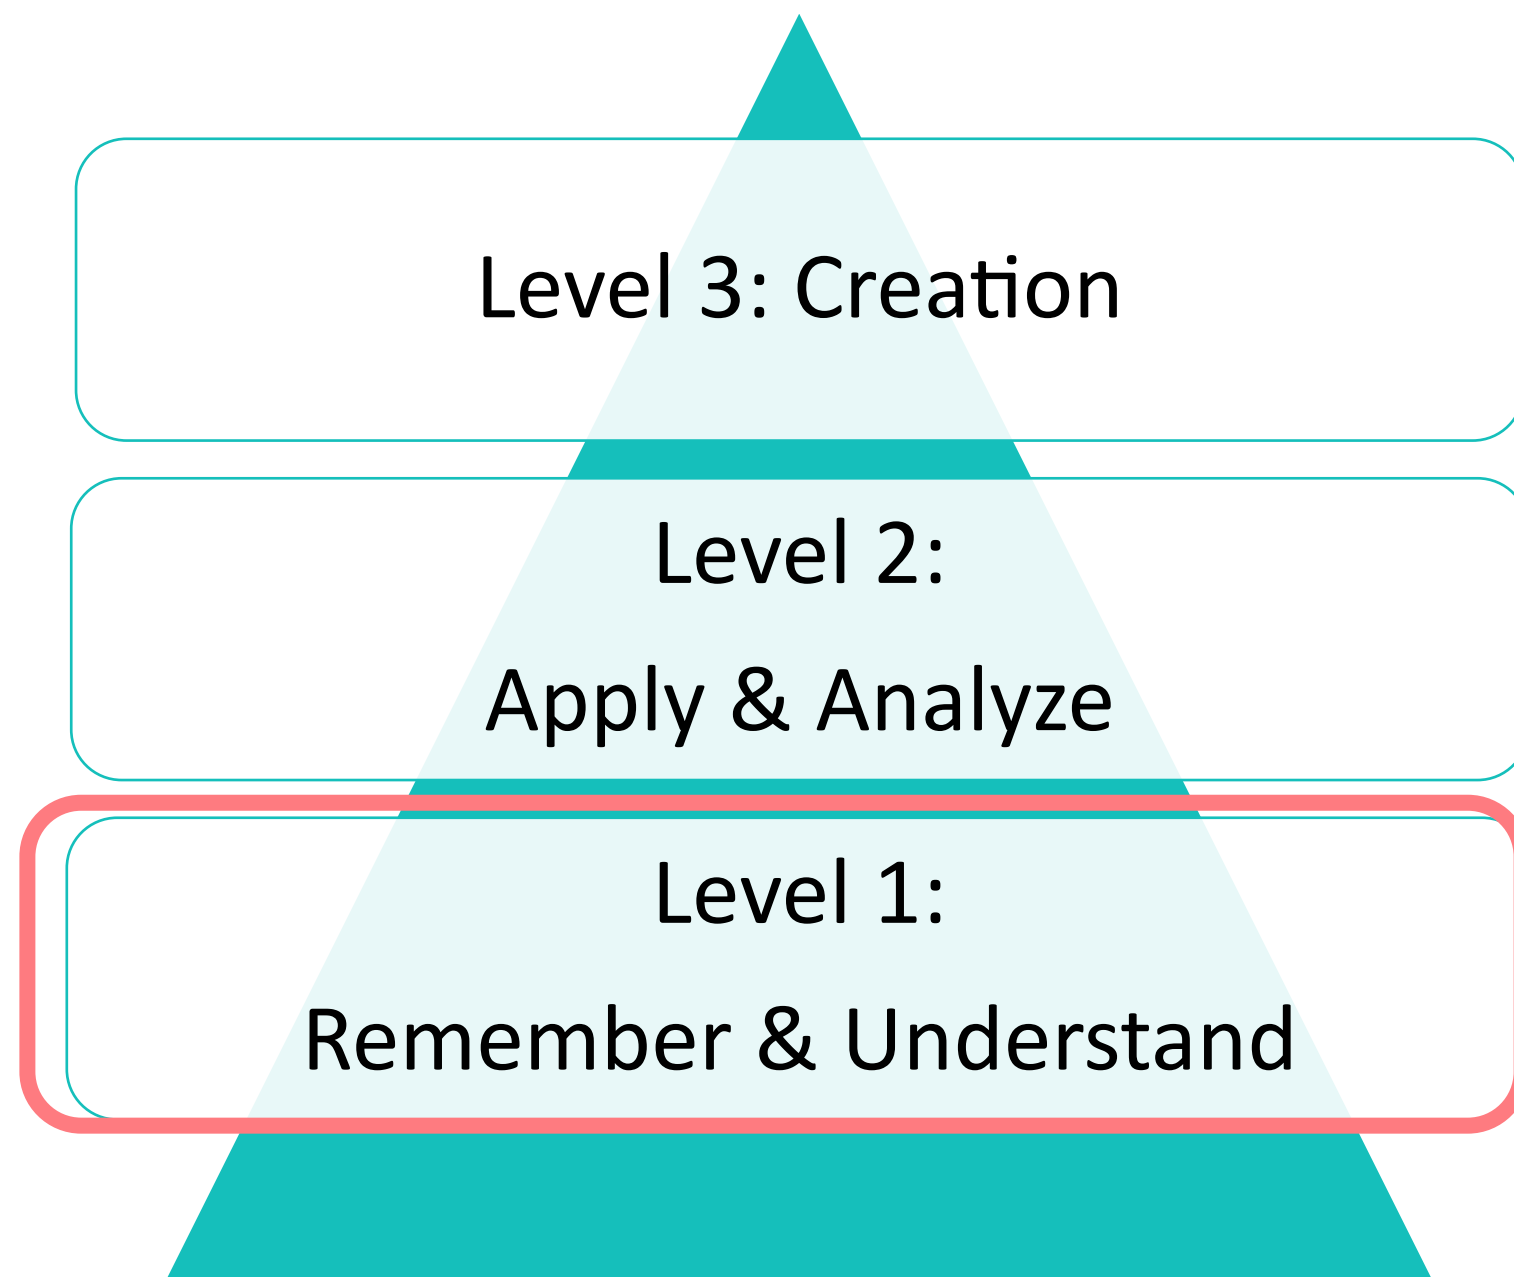 Level 3: Creation
Level 2:
Apply & Analyze
Level 1:
Remember & Understand